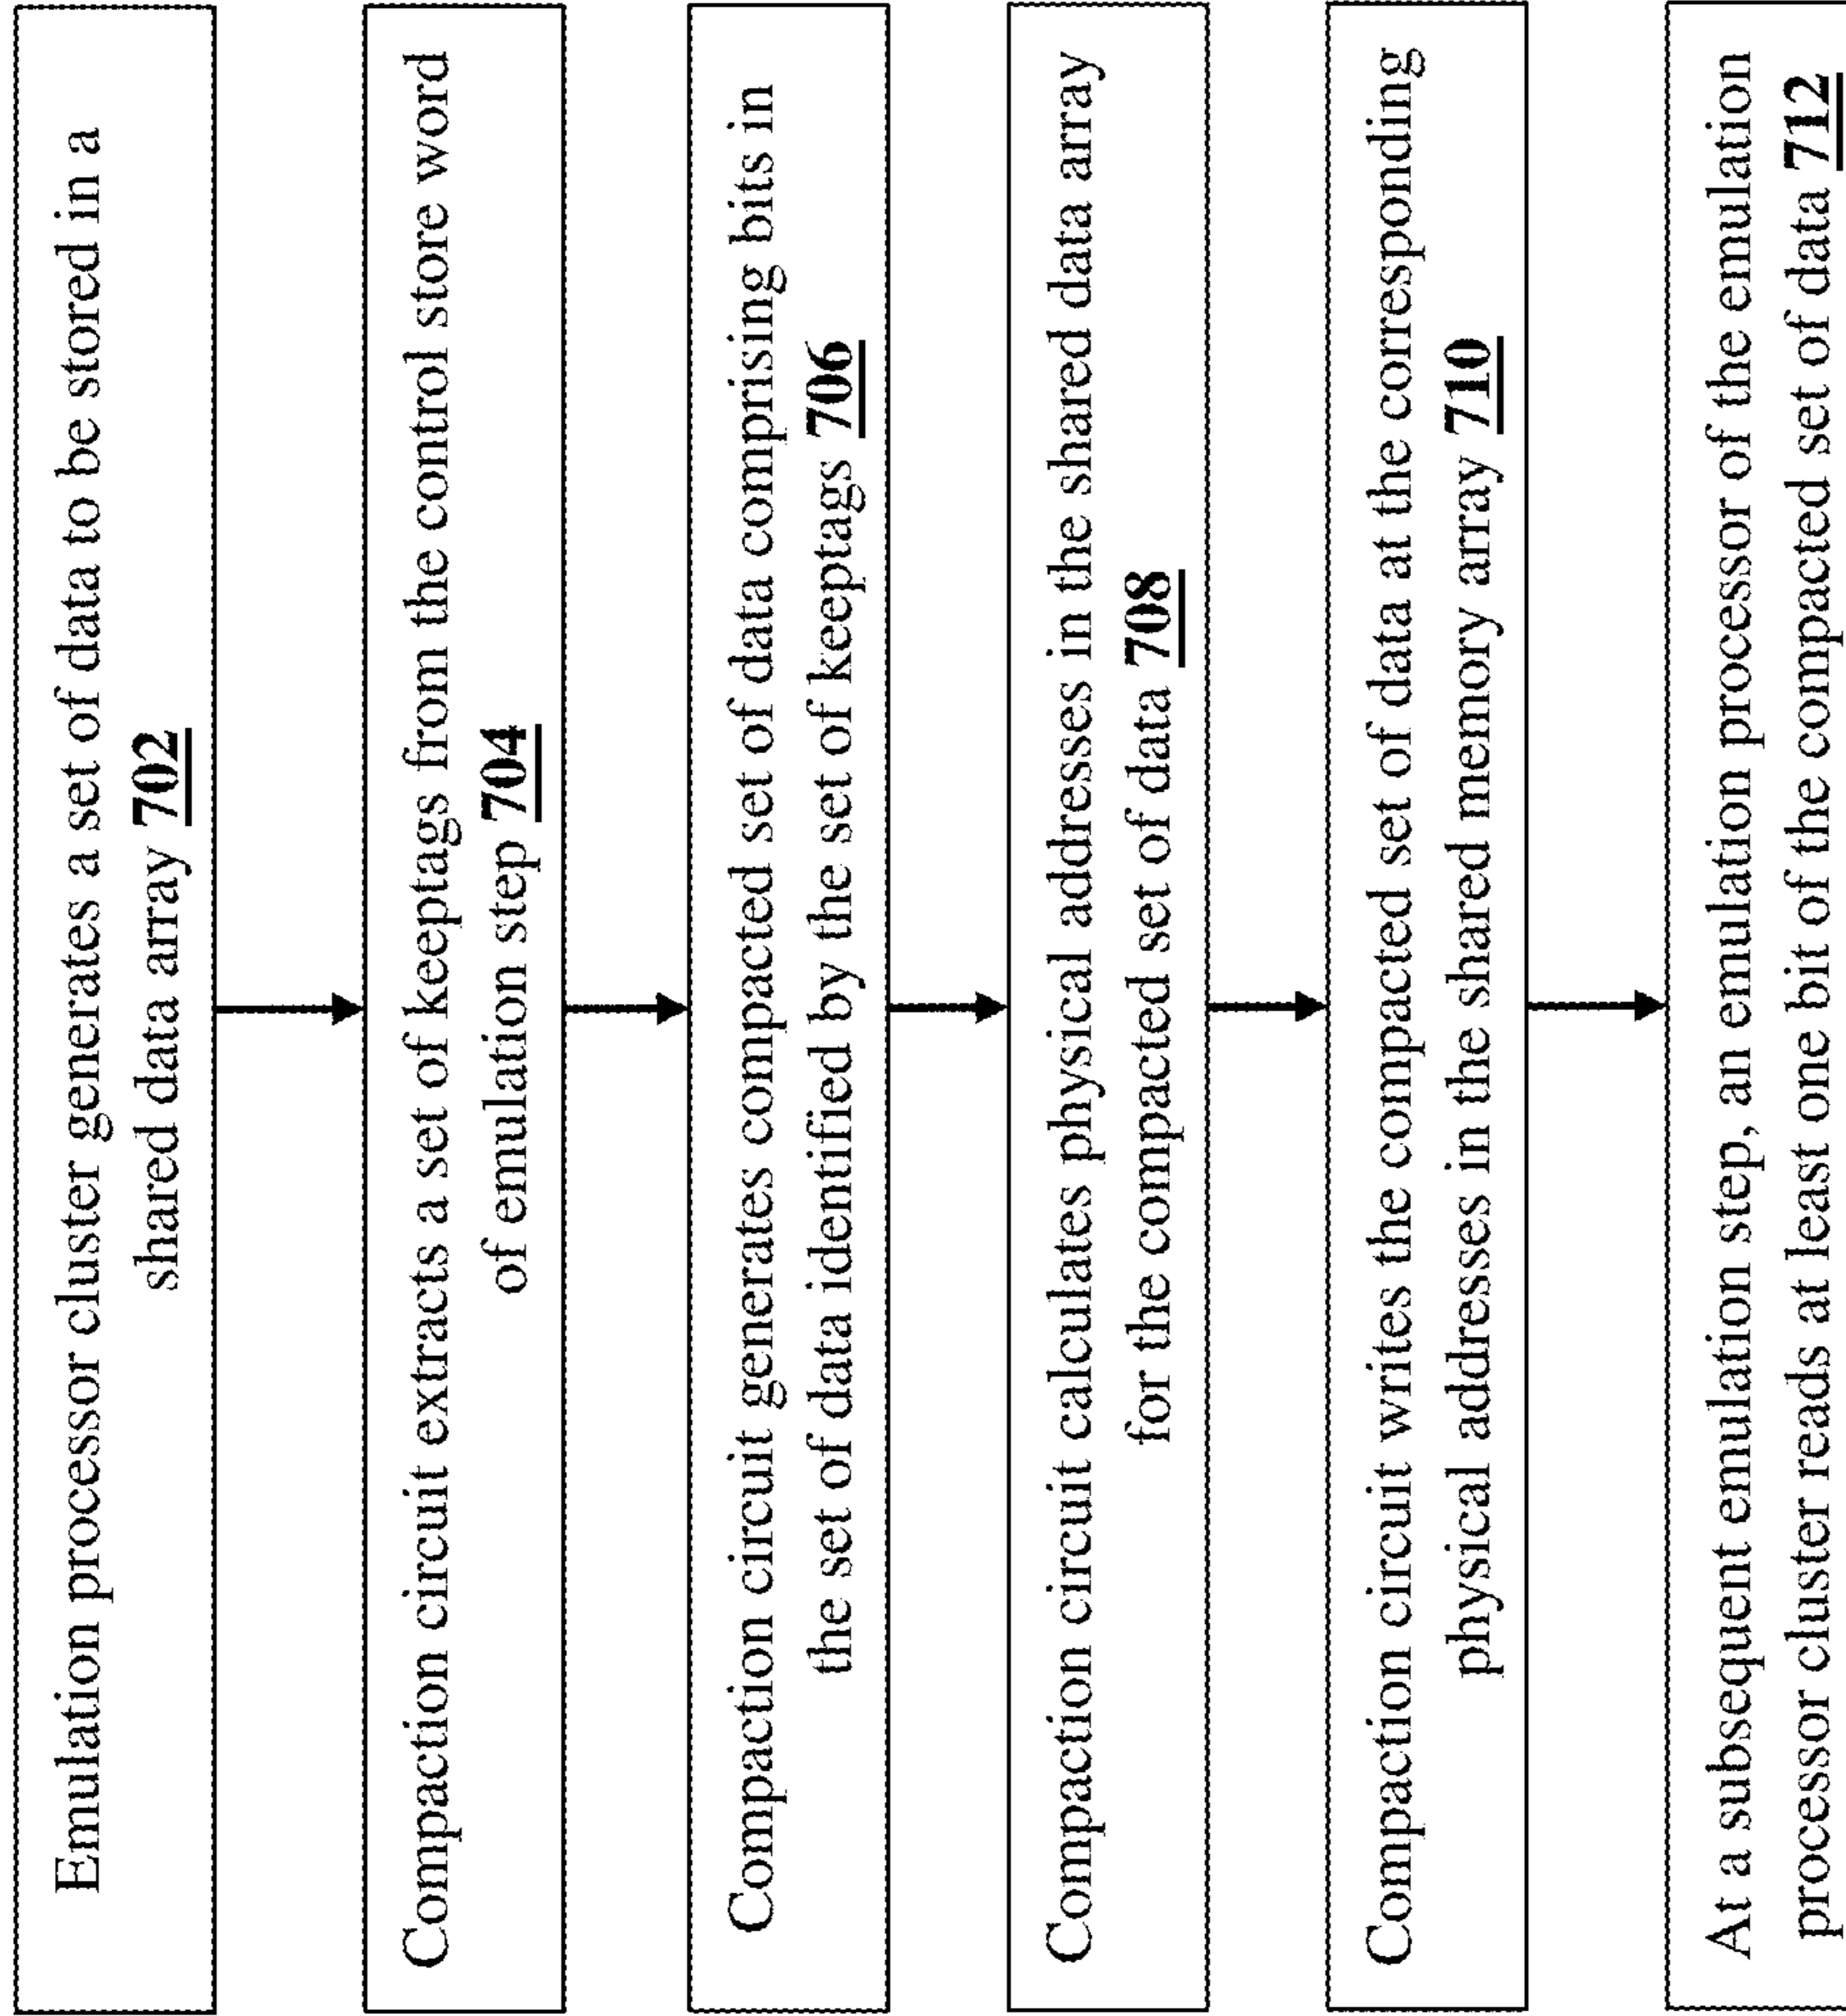 Emulation processor cluster generates a set of data to be stored in a
shared data array 702
Compaction circuit extracts a set of keeptags from the control store word
of emulation step 704
Compaction circuit generates compacted set of data comprising bits in
the set of data identified by the set of keeptags 706
Compaction circuit calculates physical addresses in the shared data array
for the compacted set of data 708
Compaction circuit writes the compacted set of data at the corresponding
physical addresses in the shared memory array 710
At a subsequent emulation step, an emulation processor of the emulation
processor cluster reads at least one bit of the compacted set of data 712